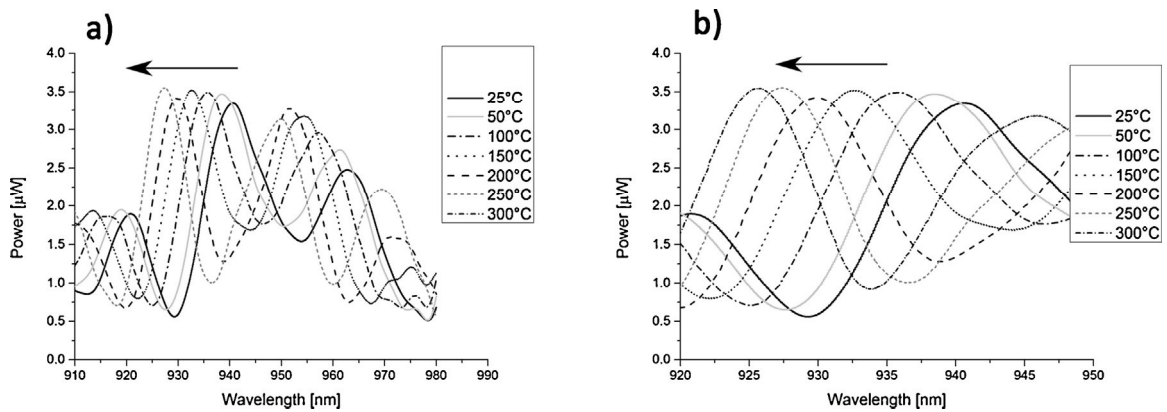 a)
4.0
3.5
3.0
2.5
2.0
1.5
1.0
0.5
0.0
Power [µW]
910 920 930 940 950 960 970 980 990
Wavelength [nm]
25°C
50°C
100°C
150°C
200°C
250°C
300°C
b)
4.0
3.5
3.0
2.5
2.0
1.5
1.0
0.5
0.0
Power [µW]
920 925 930 935 940 945 950
Wavelength [nm]
25°C
50°C
100°C
150°C
200°C
250°C
300°C